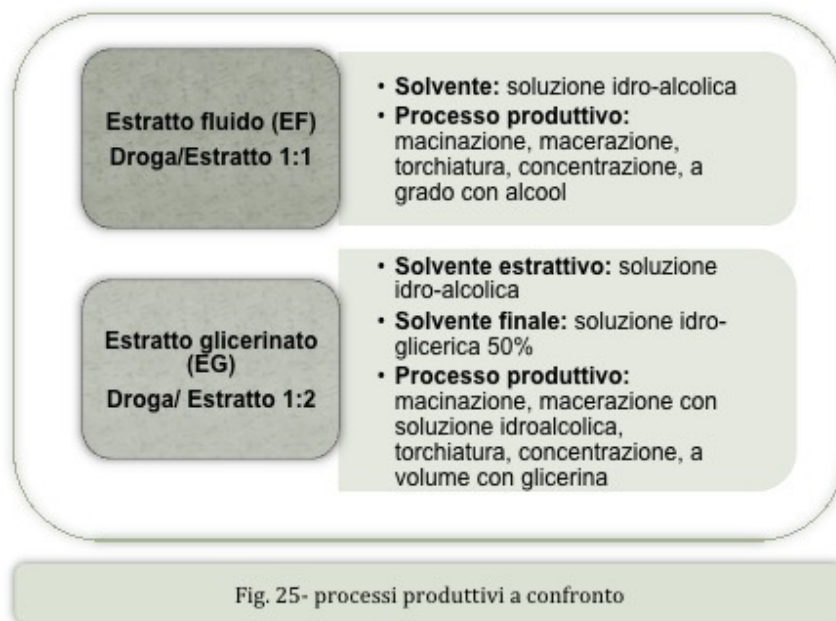 Estratto fluido (EF)
Droga/Estratto 1:1
• Solvente: soluzione idro-alcolica
• Processo produttivo:
macinazione, macerazione,
torchiatura, concentrazione, a
grado con alcool
Estratto glicerinato
(EG)
Droga/ Estratto 1:2
• Solvente estrattivo: soluzione
idro-alcolica
• Solvente finale: soluzione idro-
glicerica 50%
• Processo produttivo:
macinazione, macerazione con
soluzione idroalcolica,
torchiatura, concentrazione, a
volume con glicerina
Fig. 25- processi produttivi a confronto